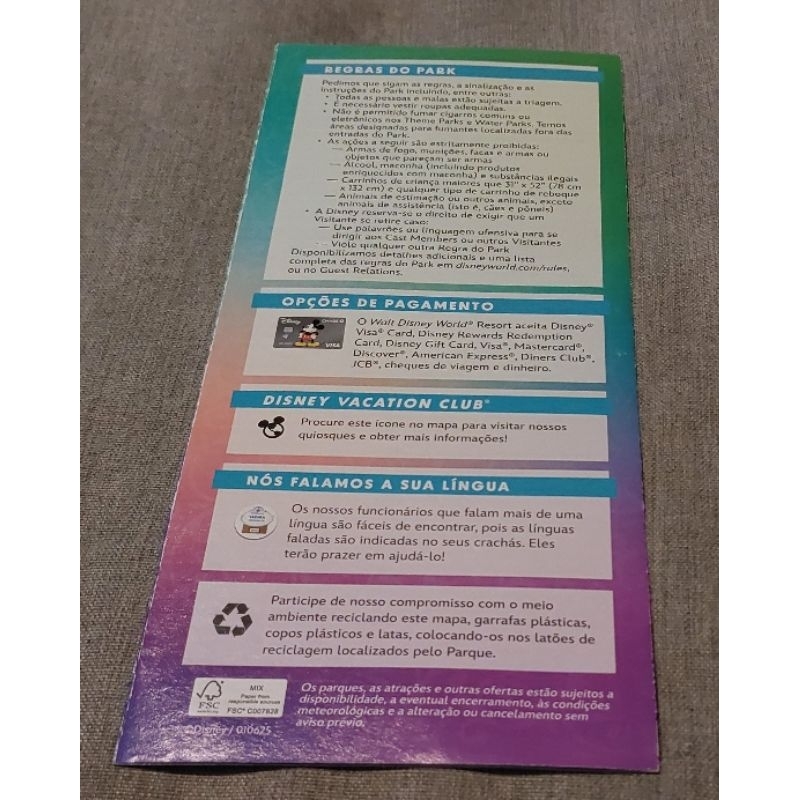 REGRAS DO PARK
Pedimos que sigam as regras, a sinalização e as
instruções do Park incluindo, entre outras:
• Todas as pessoas e malas estão sujeitas a triagem.
• É necessário vestir roupas adequadas.
• Não é permitido fumar cigarros comuns ou
eletrônicos nos Theme Parks e Water Parks. Temos
áreas designadas para fumantes localizadas fora das
entradas do Park.
• As ações a seguir são estritamente proibidas:
— Armas de fogo, munições, facas e armas ou
objetos que pareçam ser armas
— Álcool, maconha (incluindo produtos
enriquecidos com maconha) e substâncias ilegais
— Carrinhos de criança maiores que 31" x 52" (78 cm
x 132 cm) e qualquer tipo de carrinho de reboque
— Animais de estimação ou outros animais, exceto
animais de assistência (isto é, cães e pôneis)
• A Disney reserva-se o direito de exigir que um
Visitante se retire caso:
— Use palavrões ou linguagem ofensiva para se
dirigir aos Cast Members ou outros Visitantes
— Viole qualquer outra Regra do Park
Disponibilizamos detalhes adicionais e uma lista
completa das regras do Park em disneyworld.com/rules,
ou no Guest Relations.
OPÇÕES DE PAGAMENTO
Disney
VISA
O Walt Disney World® Resort aceita Disney®
Visa® Card, Disney Rewards Redemption
Card, Disney Gift Card, Visa®, Mastercard®,
Discover®, American Express®, Diners Club®,
JCB®, cheques de viagem e dinheiro.
DISNEY VACATION CLUB®
Procure este ícone no mapa para visitar nossos
quiosques e obter mais informações!
NÓS FALAMOS A SUA LÍNGUA
Os nossos funcionários que falam mais de uma
língua são fáceis de encontrar, pois as línguas
faladas são indicadas no seus crachás. Eles
terão prazer em ajudá-lo!
Participe de nosso compromisso com o meio
ambiente reciclando este mapa, garrafas plásticas,
copos plásticos e latas, colocando-os nos latões de
reciclagem localizados pelo Parque.
FSC
MIX
Paper from
responsible sources
FSC® C007828
Os parques, as atrações e outras ofertas estão sujeitos a
disponibilidade, a eventual encerramento, às condições
meteorológicas e a alteração ou cancelamento sem
aviso prévio.
©Disney / 010625